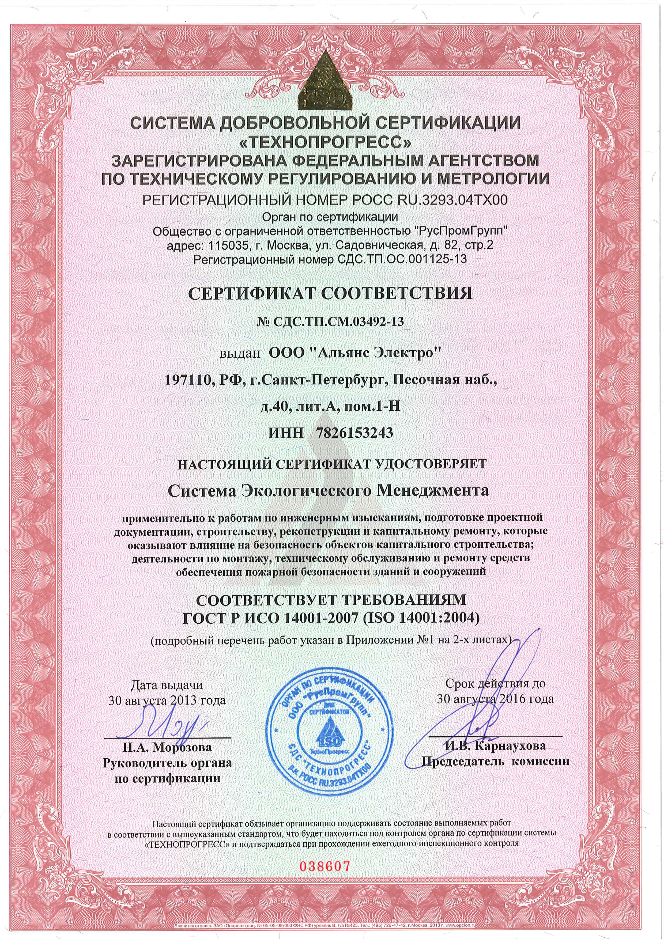 СИСТЕМА ДОБРОВОЛЬНОЙ СЕРТИФИКАЦИИ
«ТЕХНОПРОГРЕСС»
ЗАРЕГИСТРИРОВАНА ФЕДЕРАЛЬНЫМ АГЕНТСТВОМ
ПО ТЕХНИЧЕСКОМУ РЕГУЛИРОВАНИЮ И МЕТРОЛОГИИ
РЕГИСТРАЦИОННЫЙ НОМЕР РОСС RU.3293.04ТХ00
Орган по сертификации
Общество с ограниченной ответственностью "РусПромГрупп"
адрес: 115035, г. Москва, ул. Садовническая, д. 82, стр.2
Регистрационный номер СДС.ТП.ОС.001125-13
СЕРТИФИКАТ СООТВЕТСТВИЯ
№ СДС.ТП.СМ.03492-13
выдан ООО "Альянс Электро"
197110, РФ, г.Санкт-Петербург, Песочная наб.,
д.40, лит.А, пом.1-Н
ИНН 7826153243
НАСТОЯЩИЙ СЕРТИФИКАТ УДОСТОВЕРЯЕТ
Система Экологического Менеджмента
применительно к работам по инженерным изысканиям, подготовке проектной
документации, строительству, реконструкции и капитальному ремонту, которые
оказывают влияние на безопасность объектов капитального строительства;
деятельности по монтажу, техническому обслуживанию и ремонту средств
обеспечения пожарной безопасности зданий и сооружений
СООТВЕТСТВУЕТ ТРЕБОВАНИЯМ
ГОСТ Р ИСО 14001-2007 (ISO 14001:2004)
(подробный перечень работ указан в Приложении №1 на 2-х листах)
Дата выдачи
30 августа 2013 года
Н.А. Морозова
Руководитель органа
по сертификации
ОРГАН ПО СЕРТИФИКАЦИИ
ООО "РусПромГрупп"
ДЛЯ
СЕРТИФИКАТОВ
ISO
ТехноПрогресс
СДС "ТЕХНОПРОГРЕСС"
р.н. РОСС RU.3293.04ТХ00
Срок действия до
30 августа 2016 года
И.В. Карнаухова
Председатель комиссии
Настоящий сертификат обязывает организацию поддерживать состояние выполняемых работ
в соответствии с вышеуказанным стандартом, что будет находиться под контролем органа по сертификации системы
«ТЕХНОПРОГРЕСС» и подтверждаться при прохождении ежегодного инспекционного контроля
038607